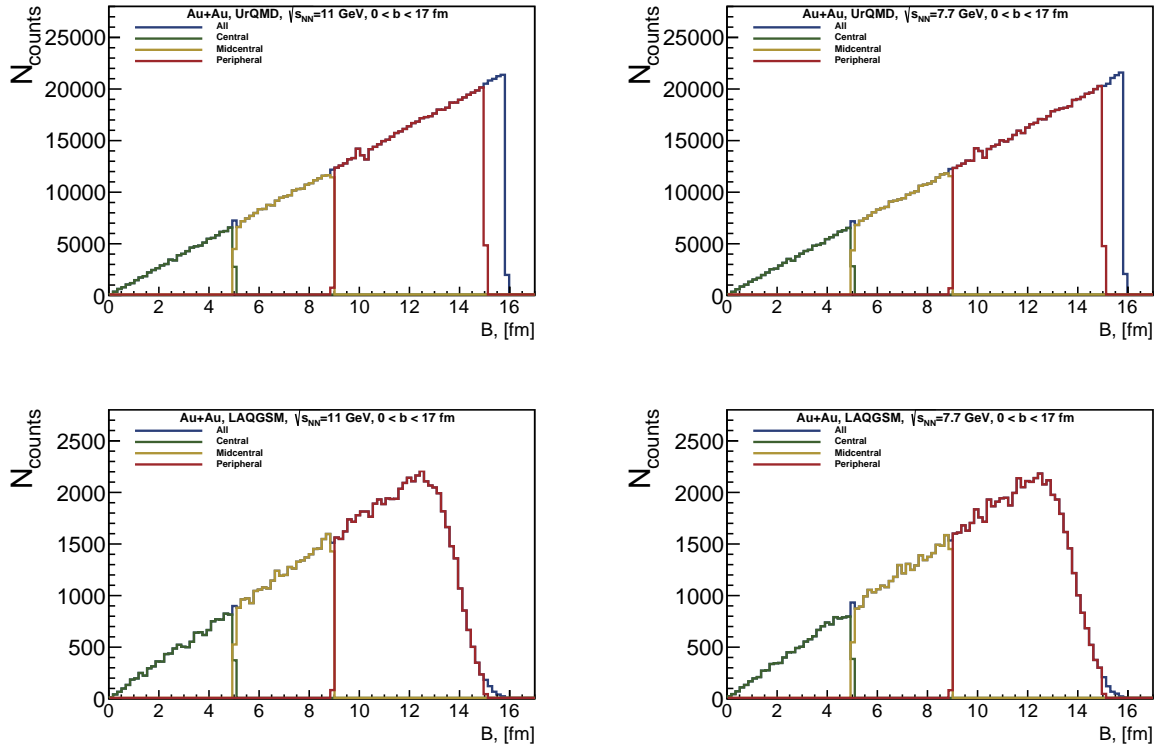 Au+Au, UrQMD, √sNN=11 GeV, 0 < b < 17 fm
All
Central
Midcentral
Peripheral
Ncounts
25000
20000
15000
10000
5000
0
0 2 4 6 8 10 12 14 16
B, [fm]
Au+Au, UrQMD, √sNN=7.7 GeV, 0 < b < 17 fm
All
Central
Midcentral
Peripheral
Ncounts
25000
20000
15000
10000
5000
0
0 2 4 6 8 10 12 14 16
B, [fm]
Au+Au, LAQGSM, √sNN=11 GeV, 0 < b < 17 fm
All
Central
Midcentral
Peripheral
Ncounts
2500
2000
1500
1000
500
0
0 2 4 6 8 10 12 14 16
B, [fm]
Au+Au, LAQGSM, √sNN=7.7 GeV, 0 < b < 17 fm
All
Central
Midcentral
Peripheral
Ncounts
2500
2000
1500
1000
500
0
0 2 4 6 8 10 12 14 16
B, [fm]